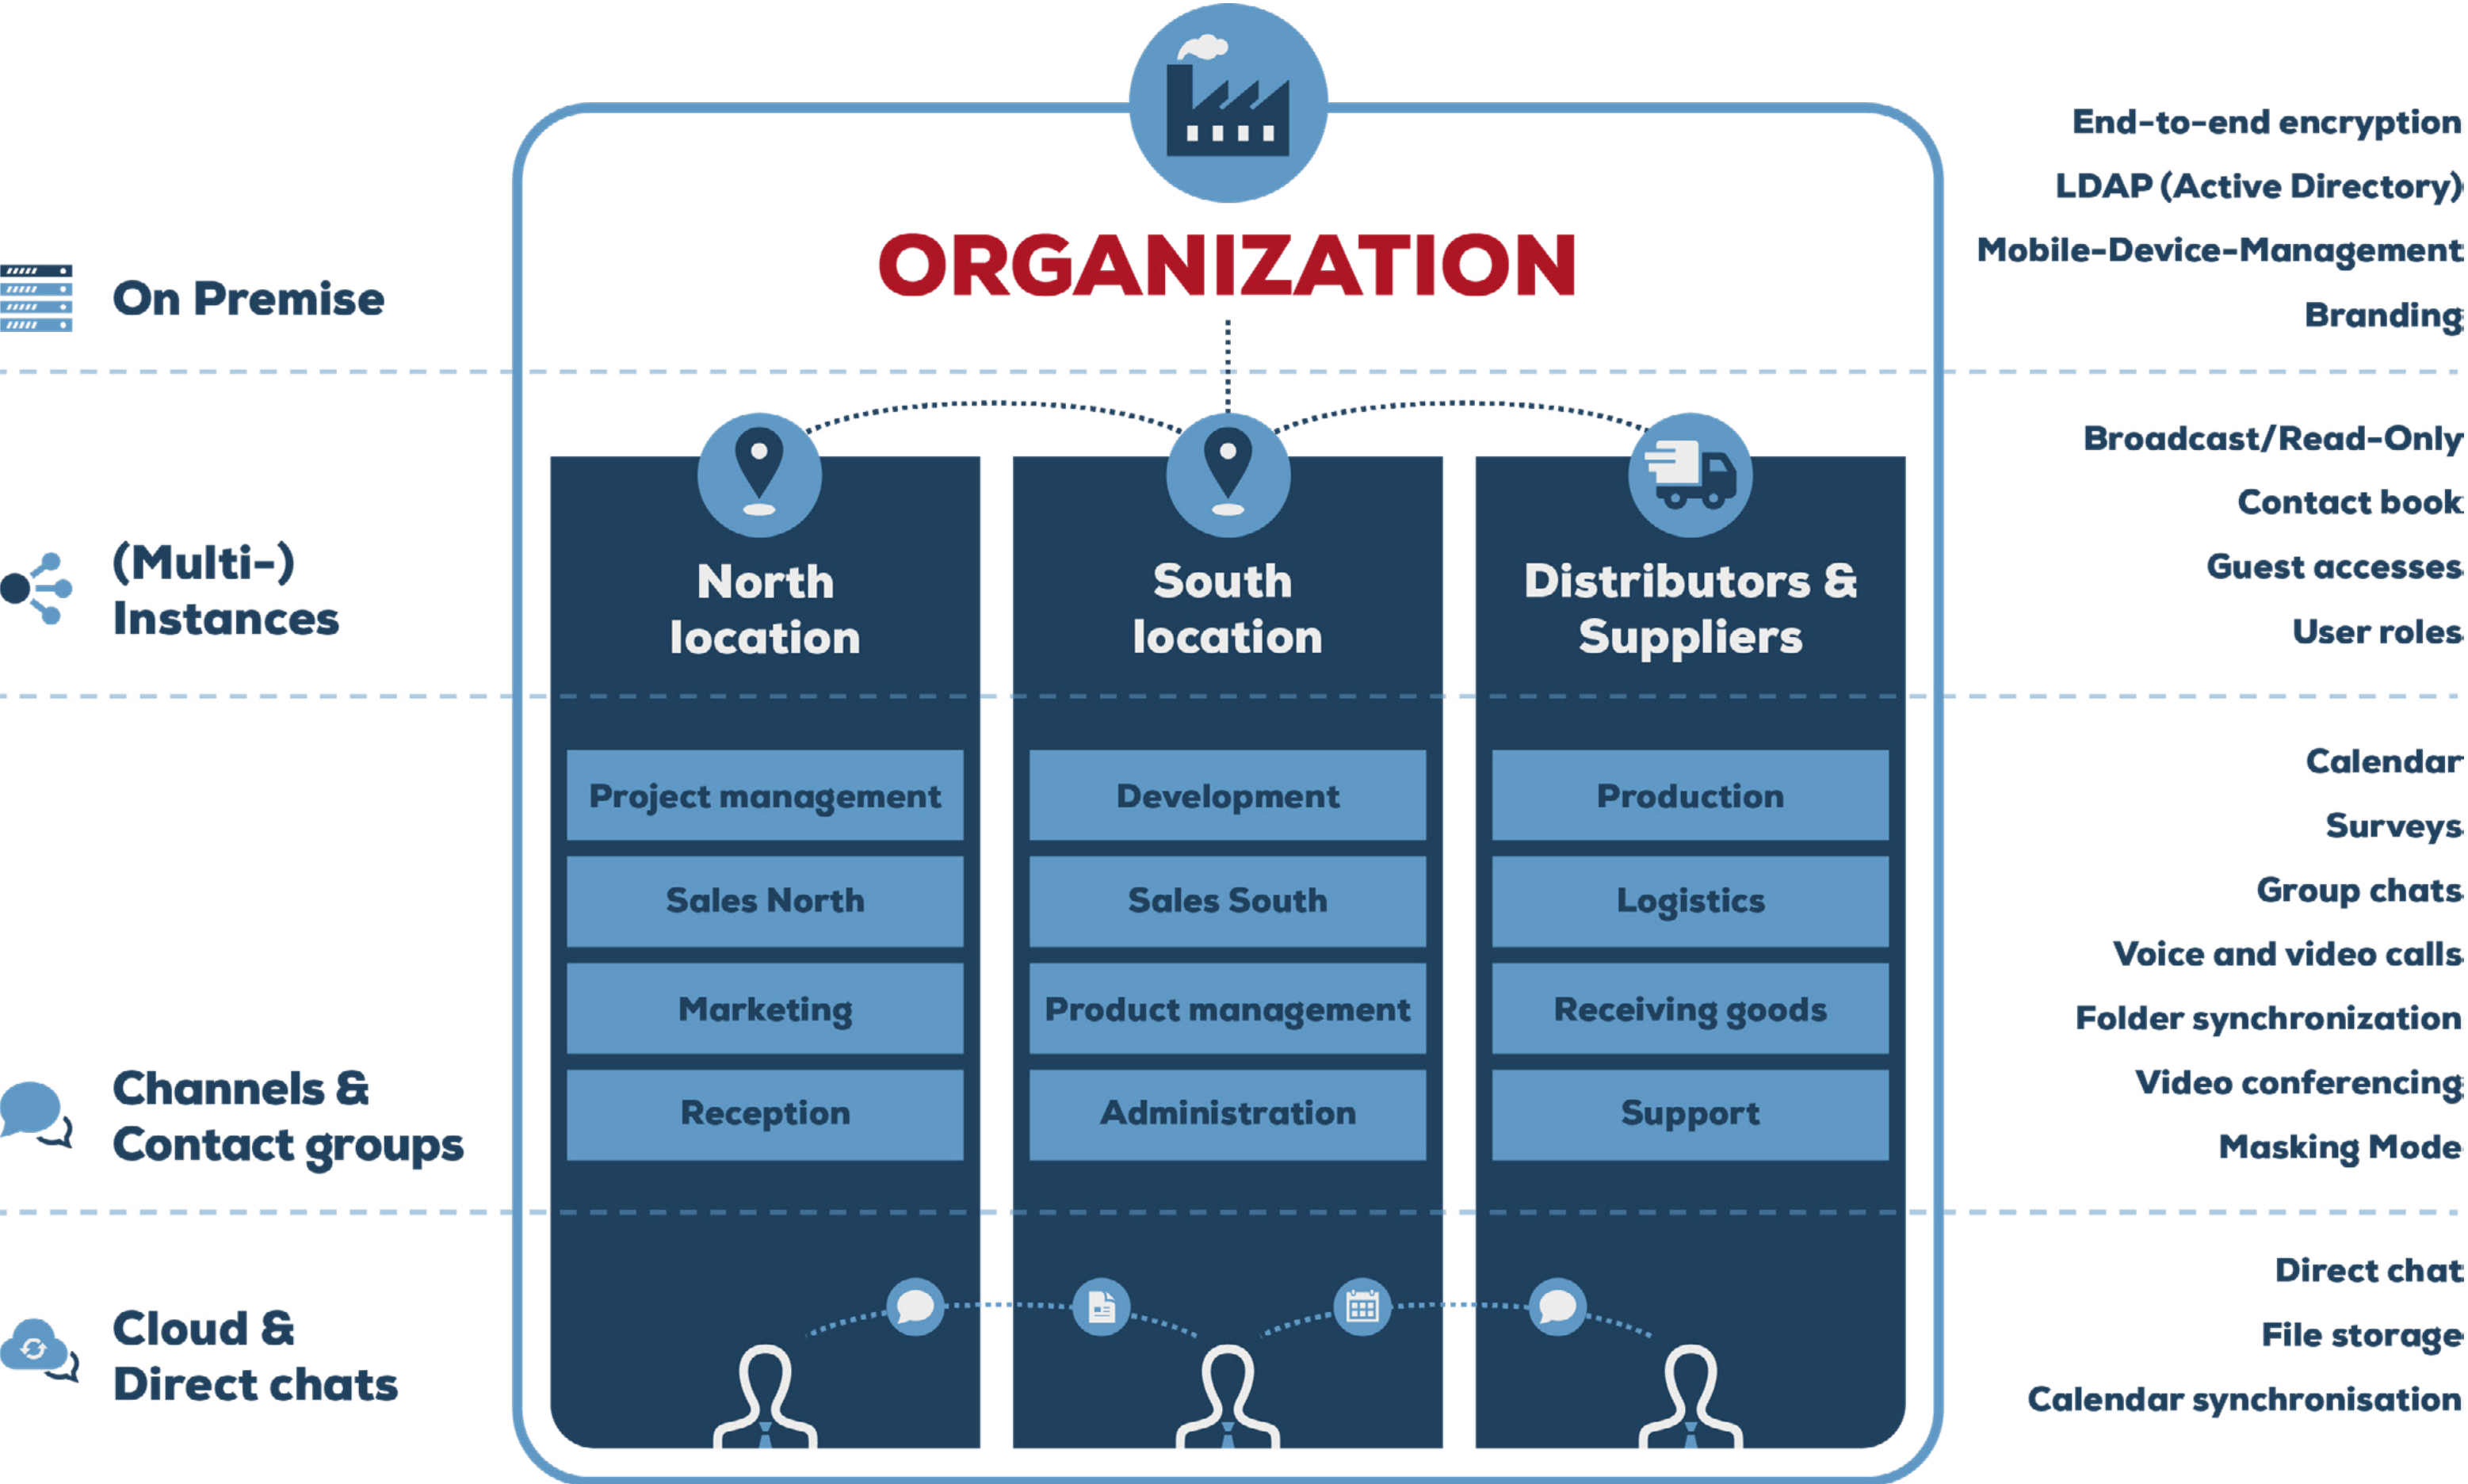 ORGANIZATION
On Premise
End-to-end encryption
LDAP (Active Directory)
Mobile-Device-Management
Branding
(Multi-)
Instances
North
location
South
location
Distributors &
Suppliers
Broadcast/Read-Only
Contact book
Guest accesses
User roles
Channels &
Contact groups
Project management
Sales North
Marketing
Reception
Development
Sales South
Product management
Administration
Production
Logistics
Receiving goods
Support
Calendar
Surveys
Group chats
Voice and video calls
Folder synchronization
Video conferencing
Masking Mode
Cloud &
Direct chats
Direct chat
File storage
Calendar synchronisation